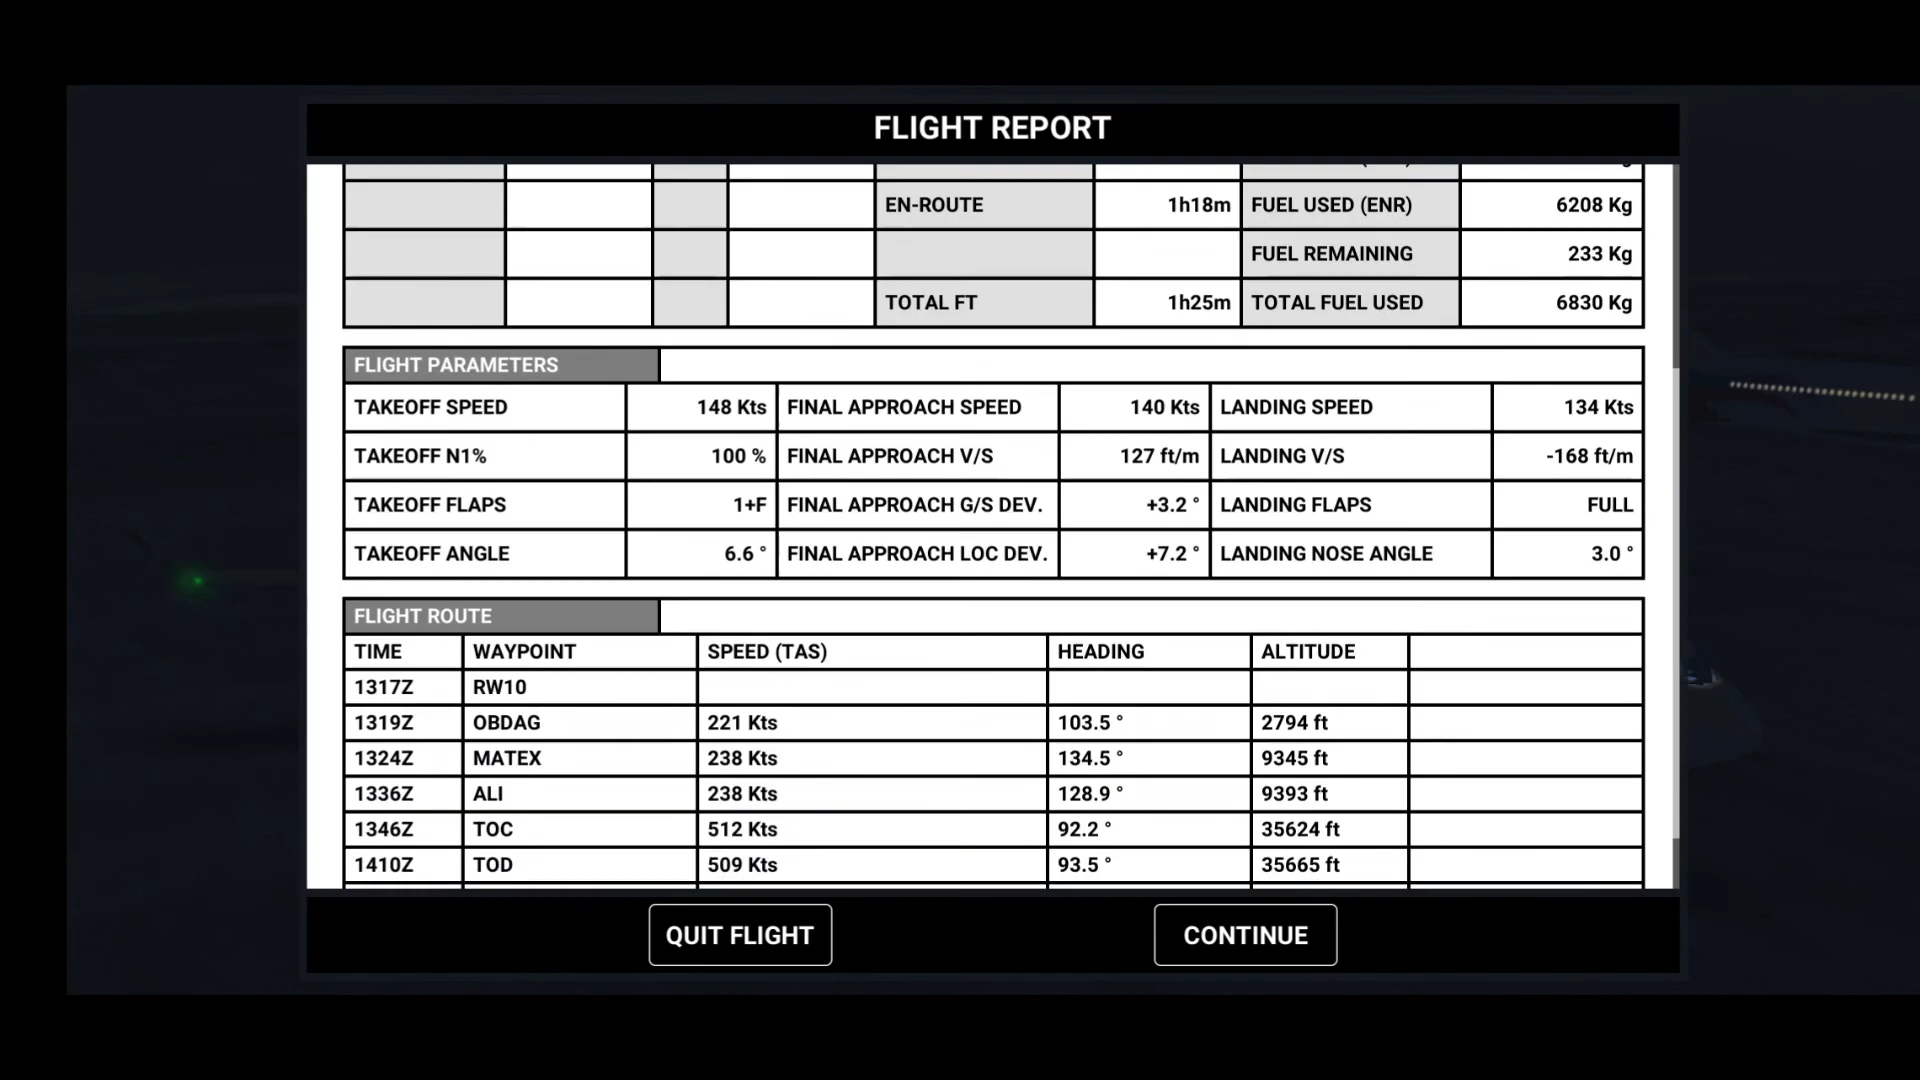 FLIGHT REPORT
EN-ROUTE 1h18m FUEL USED (ENR) 6208 Kg
FUEL REMAINING 233 Kg
TOTAL FT 1h25m TOTAL FUEL USED 6830 Kg
FLIGHT PARAMETERS
TAKEOFF SPEED 148 Kts FINAL APPROACH SPEED 140 Kts LANDING SPEED 134 Kts
TAKEOFF N1% 100 % FINAL APPROACH V/S 127 ft/m LANDING V/S -168 ft/m
TAKEOFF FLAPS 1+F FINAL APPROACH G/S DEV. +3.2 ° LANDING FLAPS FULL
TAKEOFF ANGLE 6.6 ° FINAL APPROACH LOC DEV. +7.2 ° LANDING NOSE ANGLE 3.0 °
FLIGHT ROUTE
TIME WAYPOINT SPEED (TAS) HEADING ALTITUDE
1317Z RW10
1319Z OBDAG 221 Kts 103.5 ° 2794 ft
1324Z MATEX 238 Kts 134.5 ° 9345 ft
1336Z ALI 238 Kts 128.9 ° 9393 ft
1346Z TOC 512 Kts 92.2 ° 35624 ft
1410Z TOD 509 Kts 93.5 ° 35665 ft
QUIT FLIGHT CONTINUE